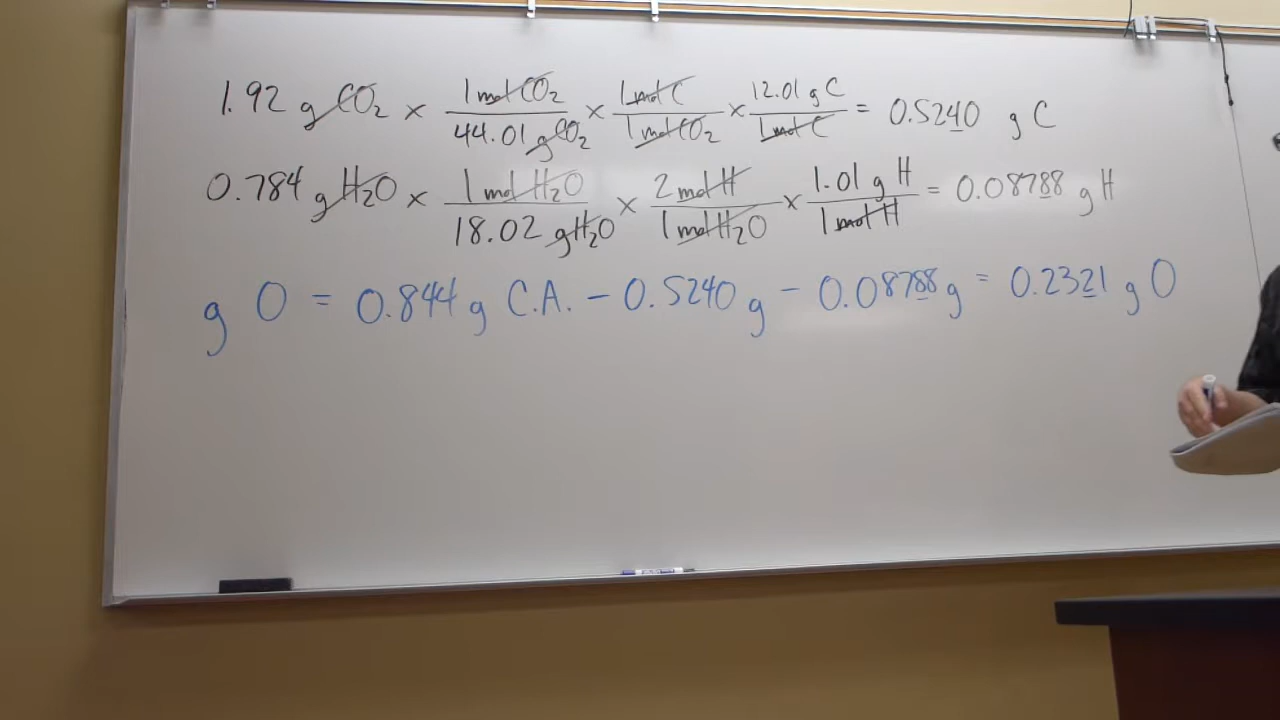 1.92 g CO₂ × 1 mol CO₂ / 44.01 g CO₂ × 1 mol C / 1 mol CO₂ × 12.01 g C / 1 mol C = 0.5240 g C
0.784 g H₂O × 1 mol H₂O / 18.02 g H₂O × 2 mol H / 1 mol H₂O × 1.01 g H / 1 mol H = 0.08788 g H
g O = 0.844 g C.A. - 0.5240 g - 0.08788 g = 0.2321 g O